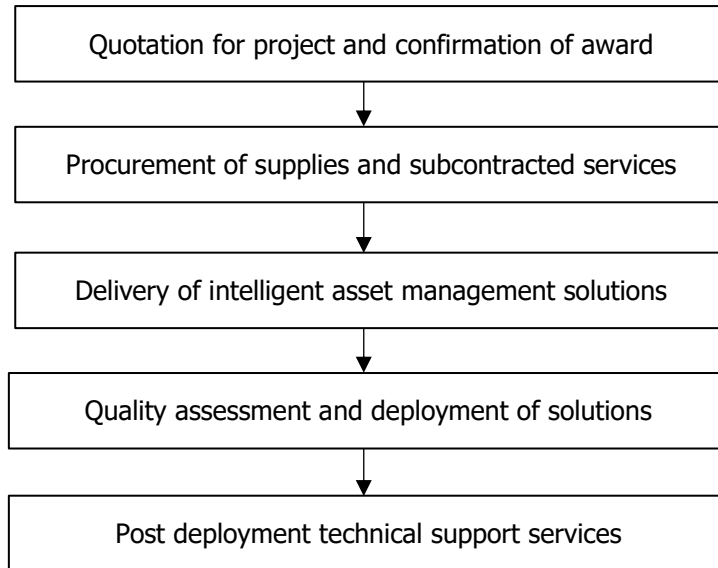 Quotation for project and confirmation of award
Procurement of supplies and subcontracted services
Delivery of intelligent asset management solutions
Quality assessment and deployment of solutions
Post deployment technical support services